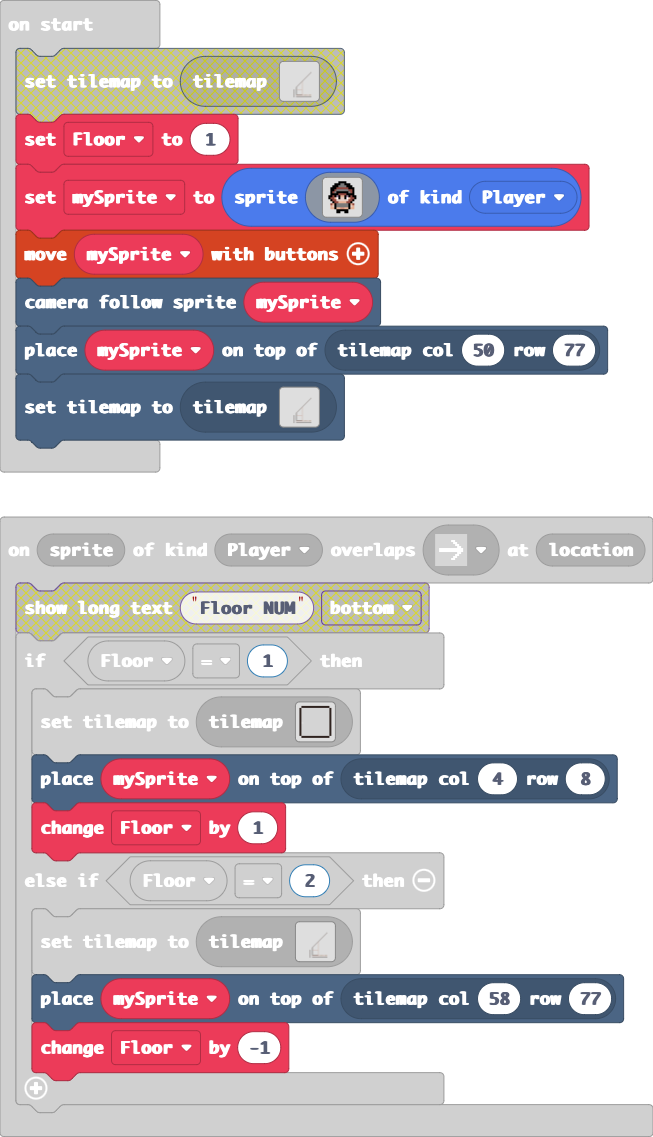 on start
set tilemap to tilemap
set Floor to 1
set mySprite to sprite of kind Player
move mySprite with buttons
camera follow sprite mySprite
place mySprite on top of tilemap col 50 row 77
set tilemap to tilemap
on sprite of kind Player overlaps at location
show long text "Floor NUM" bottom
if Floor = 1 then
set tilemap to tilemap
place mySprite on top of tilemap col 4 row 8
change Floor by 1
else if Floor = 2 then
set tilemap to tilemap
place mySprite on top of tilemap col 58 row 77
change Floor by -1